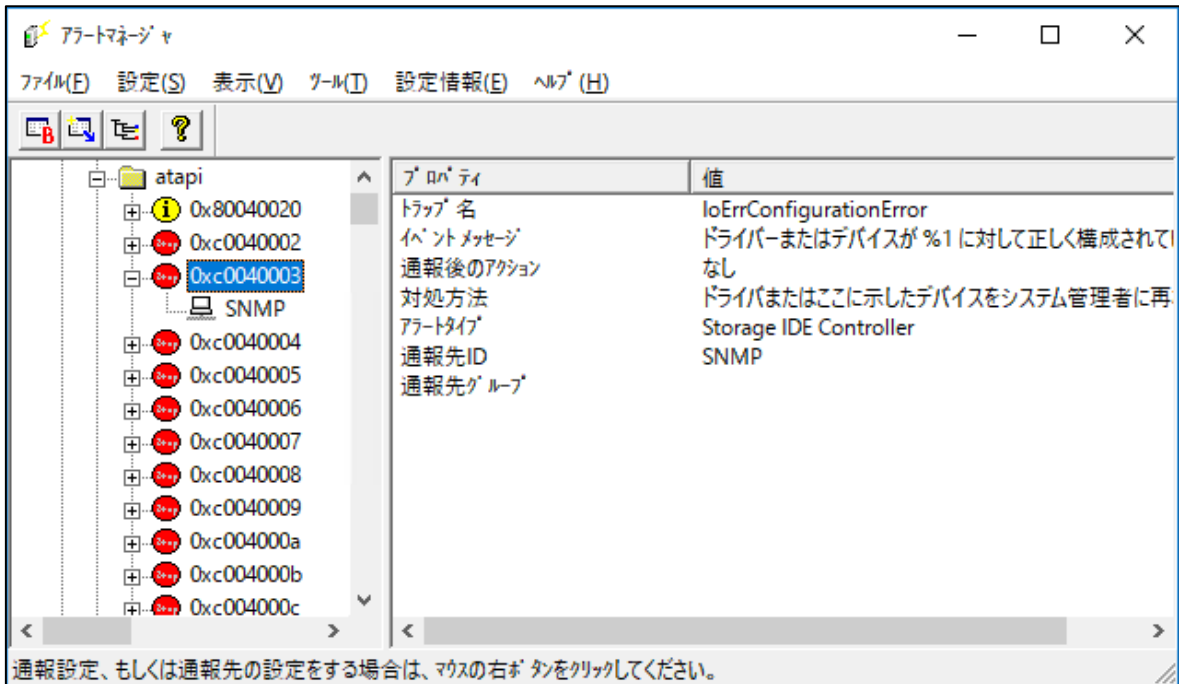 ｱﾗｰﾄﾏﾈｰｼﾞｬ
ﾌｧｲﾙ(F) 設定(S) 表示(V) ﾂｰﾙ(T) 設定情報(E) ﾍﾙﾌﾟ(H)
atapi
0x80040020
0xc0040002
0xc0040003
SNMP
0xc0040004
0xc0040005
0xc0040006
0xc0040007
0xc0040008
0xc0040009
0xc004000a
0xc004000b
0xc004000c
ﾌﾟﾛﾊﾟﾃｨ 値
ﾄﾗｯﾌﾟ名 IoErrConfigurationError
ｲﾍﾞﾝﾄ ﾒｯｾｰｼﾞ ドライバーまたはデバイスが %1 に対して正しく構成されてい
通報後のｱｸｼｮﾝ なし
対処方法 ドライバまたはここに示したデバイスをシステム管理者に再
ｱﾗｰﾄﾀｲﾌﾟ Storage IDE Controller
通報先ID SNMP
通報先ｸﾞﾙｰﾌﾟ
通報設定、もしくは通報先の設定をする場合は、ﾏｳｽの右ﾎﾞﾀﾝをｸﾘｯｸしてください。